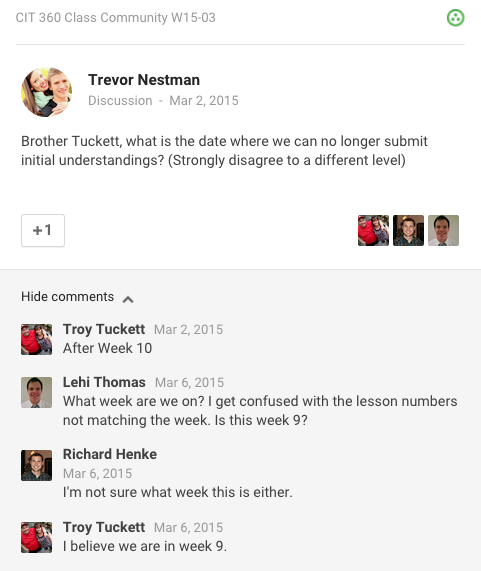 CIT 360 Class Community W15-03
Trevor Nestman
Discussion - Mar 2, 2015
Brother Tuckett, what is the date where we can no longer submit
initial understandings? (Strongly disagree to a different level)
+1
Hide comments
Troy Tuckett Mar 2, 2015
After Week 10
Lehi Thomas Mar 6, 2015
What week are we on? I get confused with the lesson numbers
not matching the week. Is this week 9?
Richard Henke
Mar 6, 2015
I'm not sure what week this is either.
Troy Tuckett Mar 6, 2015
I believe we are in week 9.